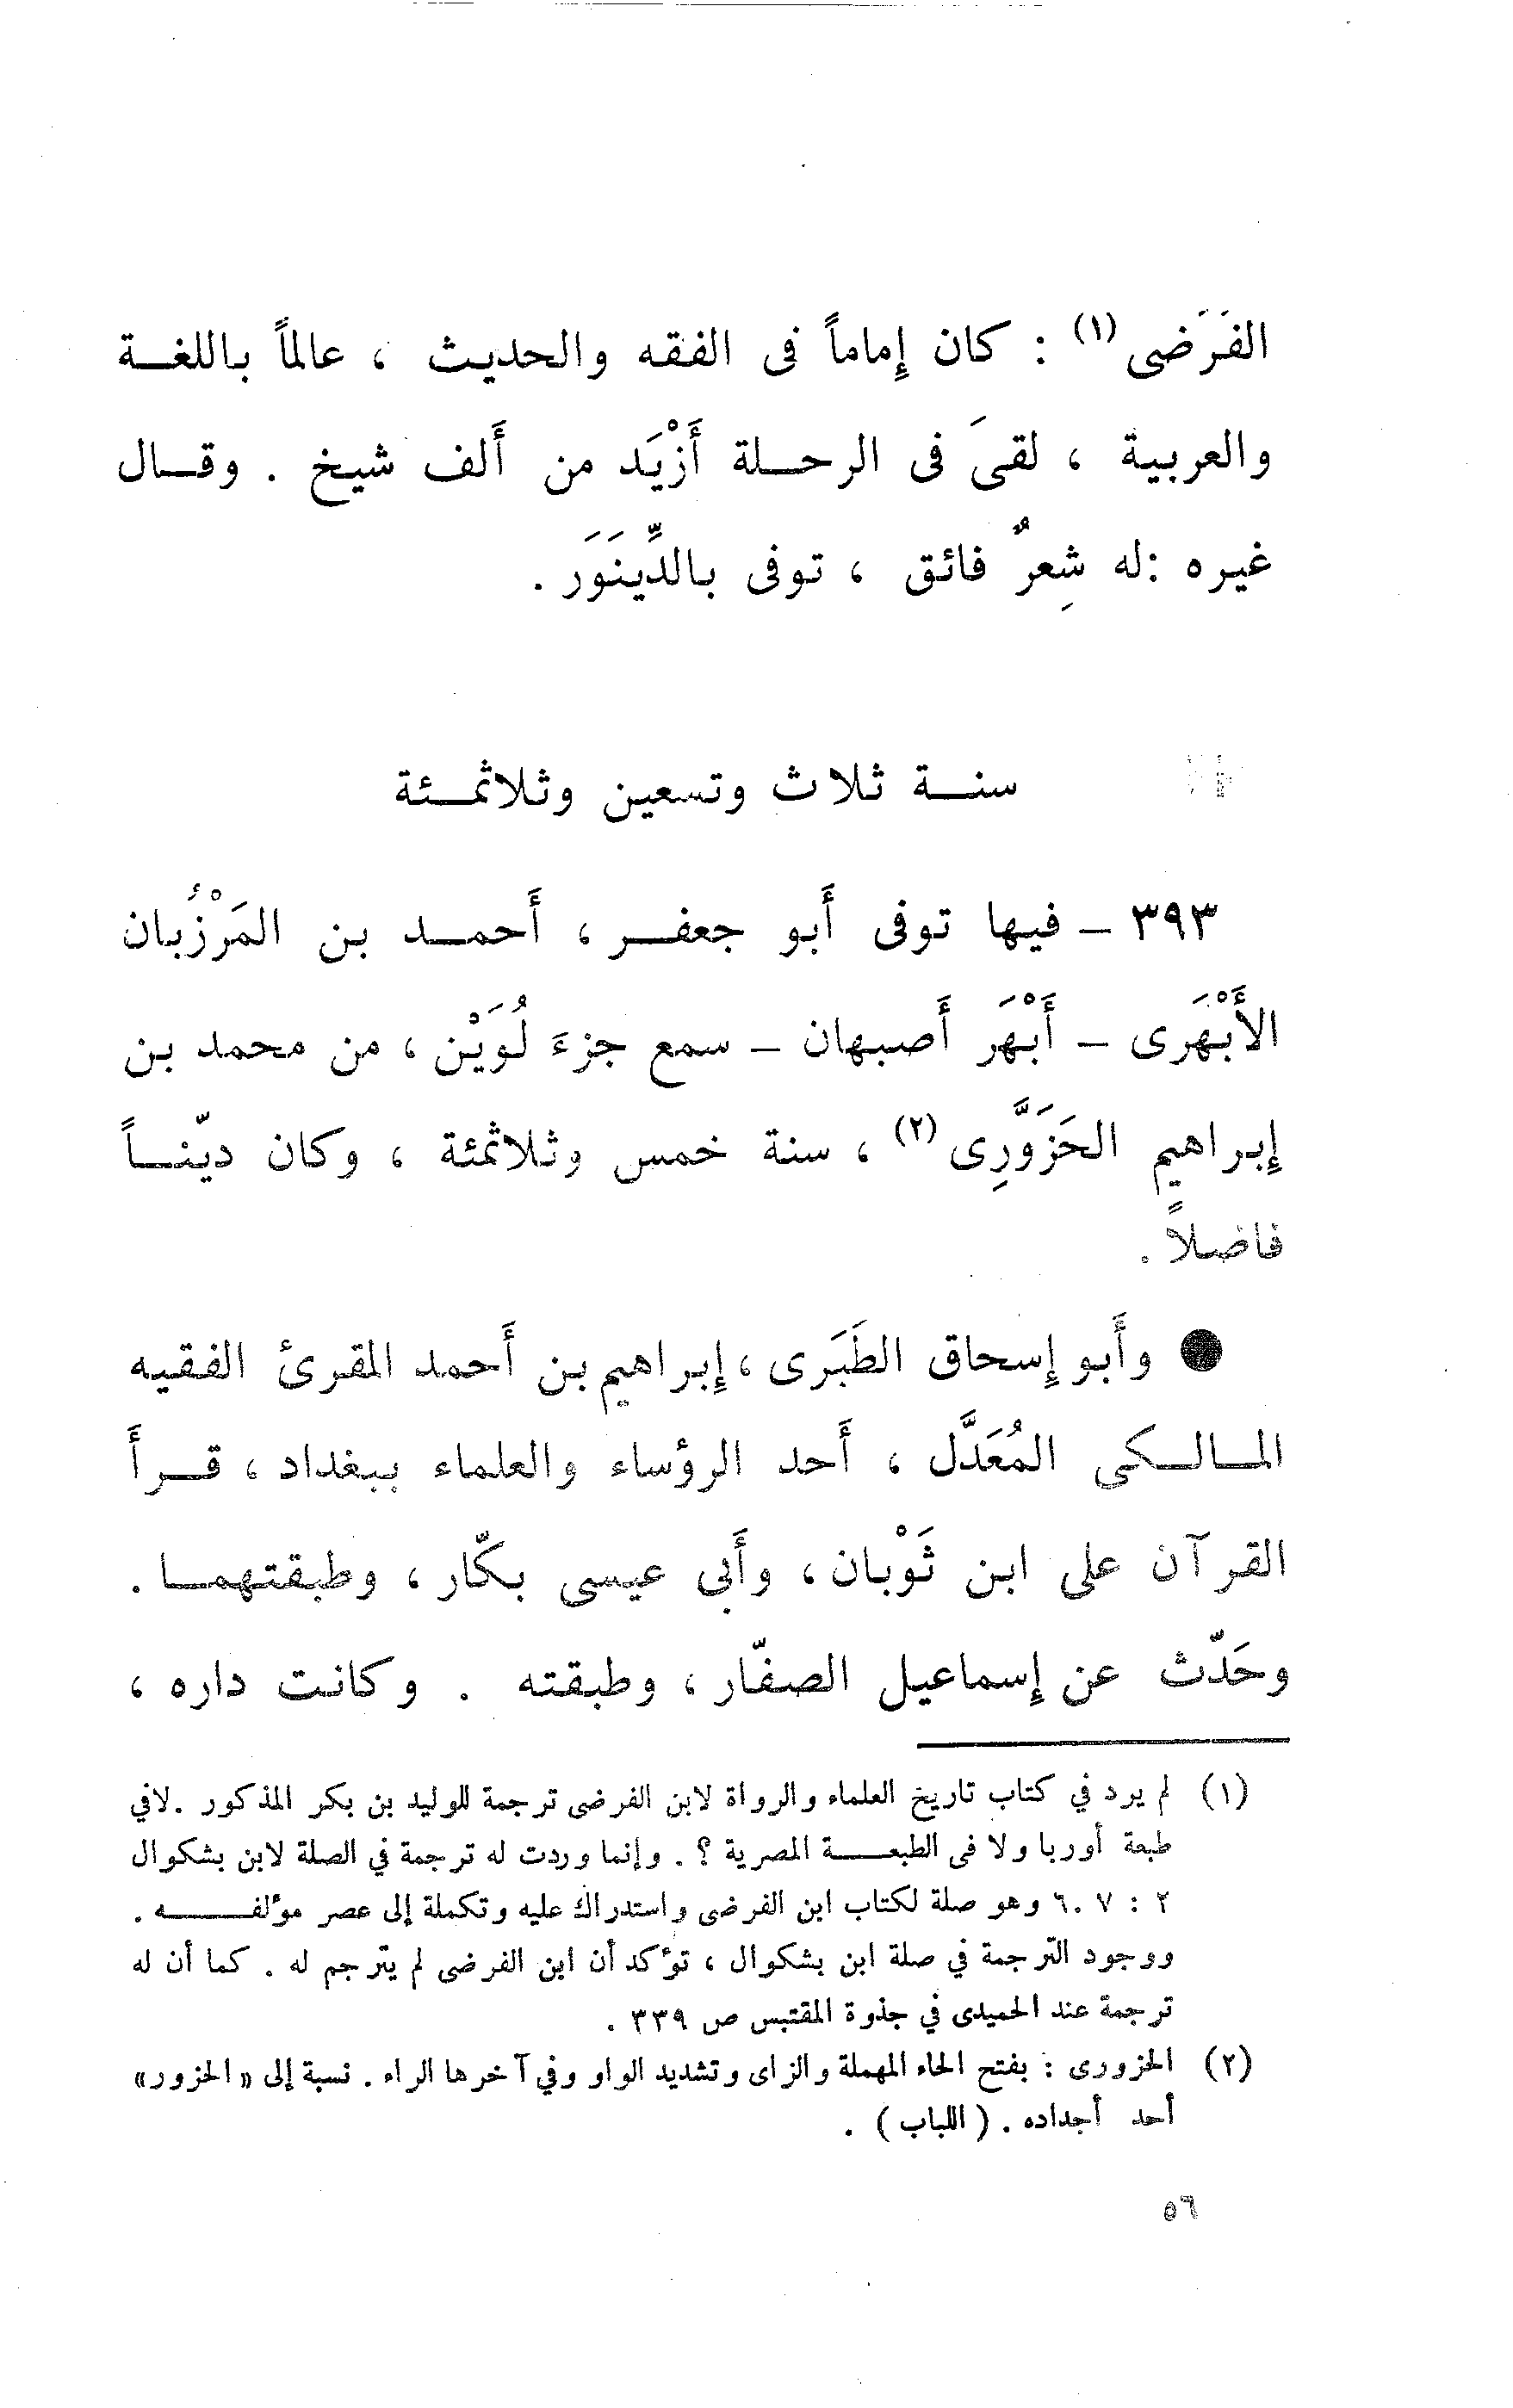 الفَرَضى (١) : كان إِماماً فى الفقه والحديث ، عالماً باللغة
والعربية ، لقىَ فى الرحلة أَزْيَد من أَلف شيخ . وقال
غيره :له شِعرٌ فائق ، توفى بالدِّينَوَر .
سنة ثلاث وتسعين وثلاثمئة
٣٩٣ – فيها توفى أَبو جعفر ، أَحمد بن المَرْزُبان
الأَبْهَرى – أَبْهَر أَصبهان – سمع جزءَ لُوَيْن ، من محمد بن
إِبراهيم الحَزَوَّرِى (٢) ، سنة خمس وثلاثمئة ، وكان ديّناً
فاضلاً .
● وأَبو إِسحاق الطَبَرى ، إِبراهيم بن أَحمد المقرئ الفقيه
المالكى المُعَدَّل ، أَحد الرؤساء والعلماء ببغداد ، قرأَ
القرآن على ابن ثَوْبان ، وأَبي عيسى بكّار ، وطبقتهما .
وحَدّث عن إِسماعيل الصفّار ، وطبقته . وكانت داره ،
(١) لم يرد في كتاب تاريخ العلماء والرواة لابن الفرضى ترجمة للوليد بن بكر المذكور . لافي
طبعة أوربا ولا فى الطبعة المصرية ؟ . وإنما وردت له ترجمة في الصلة لابن بشكوال
٢ : ٦٠٧ وهو صلة لكتاب ابن الفرضى واستدراك عليه وتكملة إلى عصر مؤلفه .
ووجود الترجمة في صلة ابن بشكوال ، تؤكد أن ابن الفرضى لم يترجم له . كما أن له
ترجمة عند الحميدى في جذوة المقتبس ص ٣٣٩ .
(٢) الحزورى : بفتح الحاء المهملة والزاى وتشديد الواو وفي آخرها الراء . نسبة إلى «الحزور»
أحد أجداده . ( اللباب ) .
٥٦